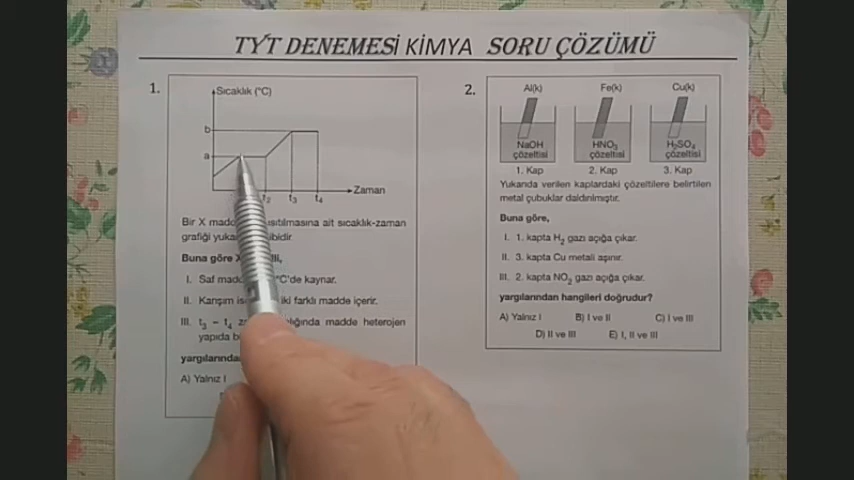 TYT DENEMESİ KİMYA SORU ÇÖZÜMÜ
1.
Sıcaklık (°C)
b
a
t2 t3 t4
Zaman
Bir X ısıtılmasına ait sıcaklık-zaman
grafiği
Buna göre
I. Saf °C'de kaynar.
II. Karışım iki farklı madde içerir.
III. t3 – t4 madde heterojen
yapıda
yargılarından
A) Yalnız I
2.
Al(k) Fe(k) Cu(k)
NaOH çözeltisi
HNO3 çözeltisi
H2SO4 çözeltisi
1. Kap 2. Kap 3. Kap
Yukarıda verilen kaplardaki çözeltilere belirtilen
metal çubuklar daldırılmıştır.
Buna göre,
I. 1. kapta H2 gazı açığa çıkar.
II. 3. kapta Cu metali aşınır.
III. 2. kapta NO2 gazı açığa çıkar.
yargılarından hangileri doğrudur?
A) Yalnız I B) I ve II C) I ve III
D) II ve III E) I, II ve III